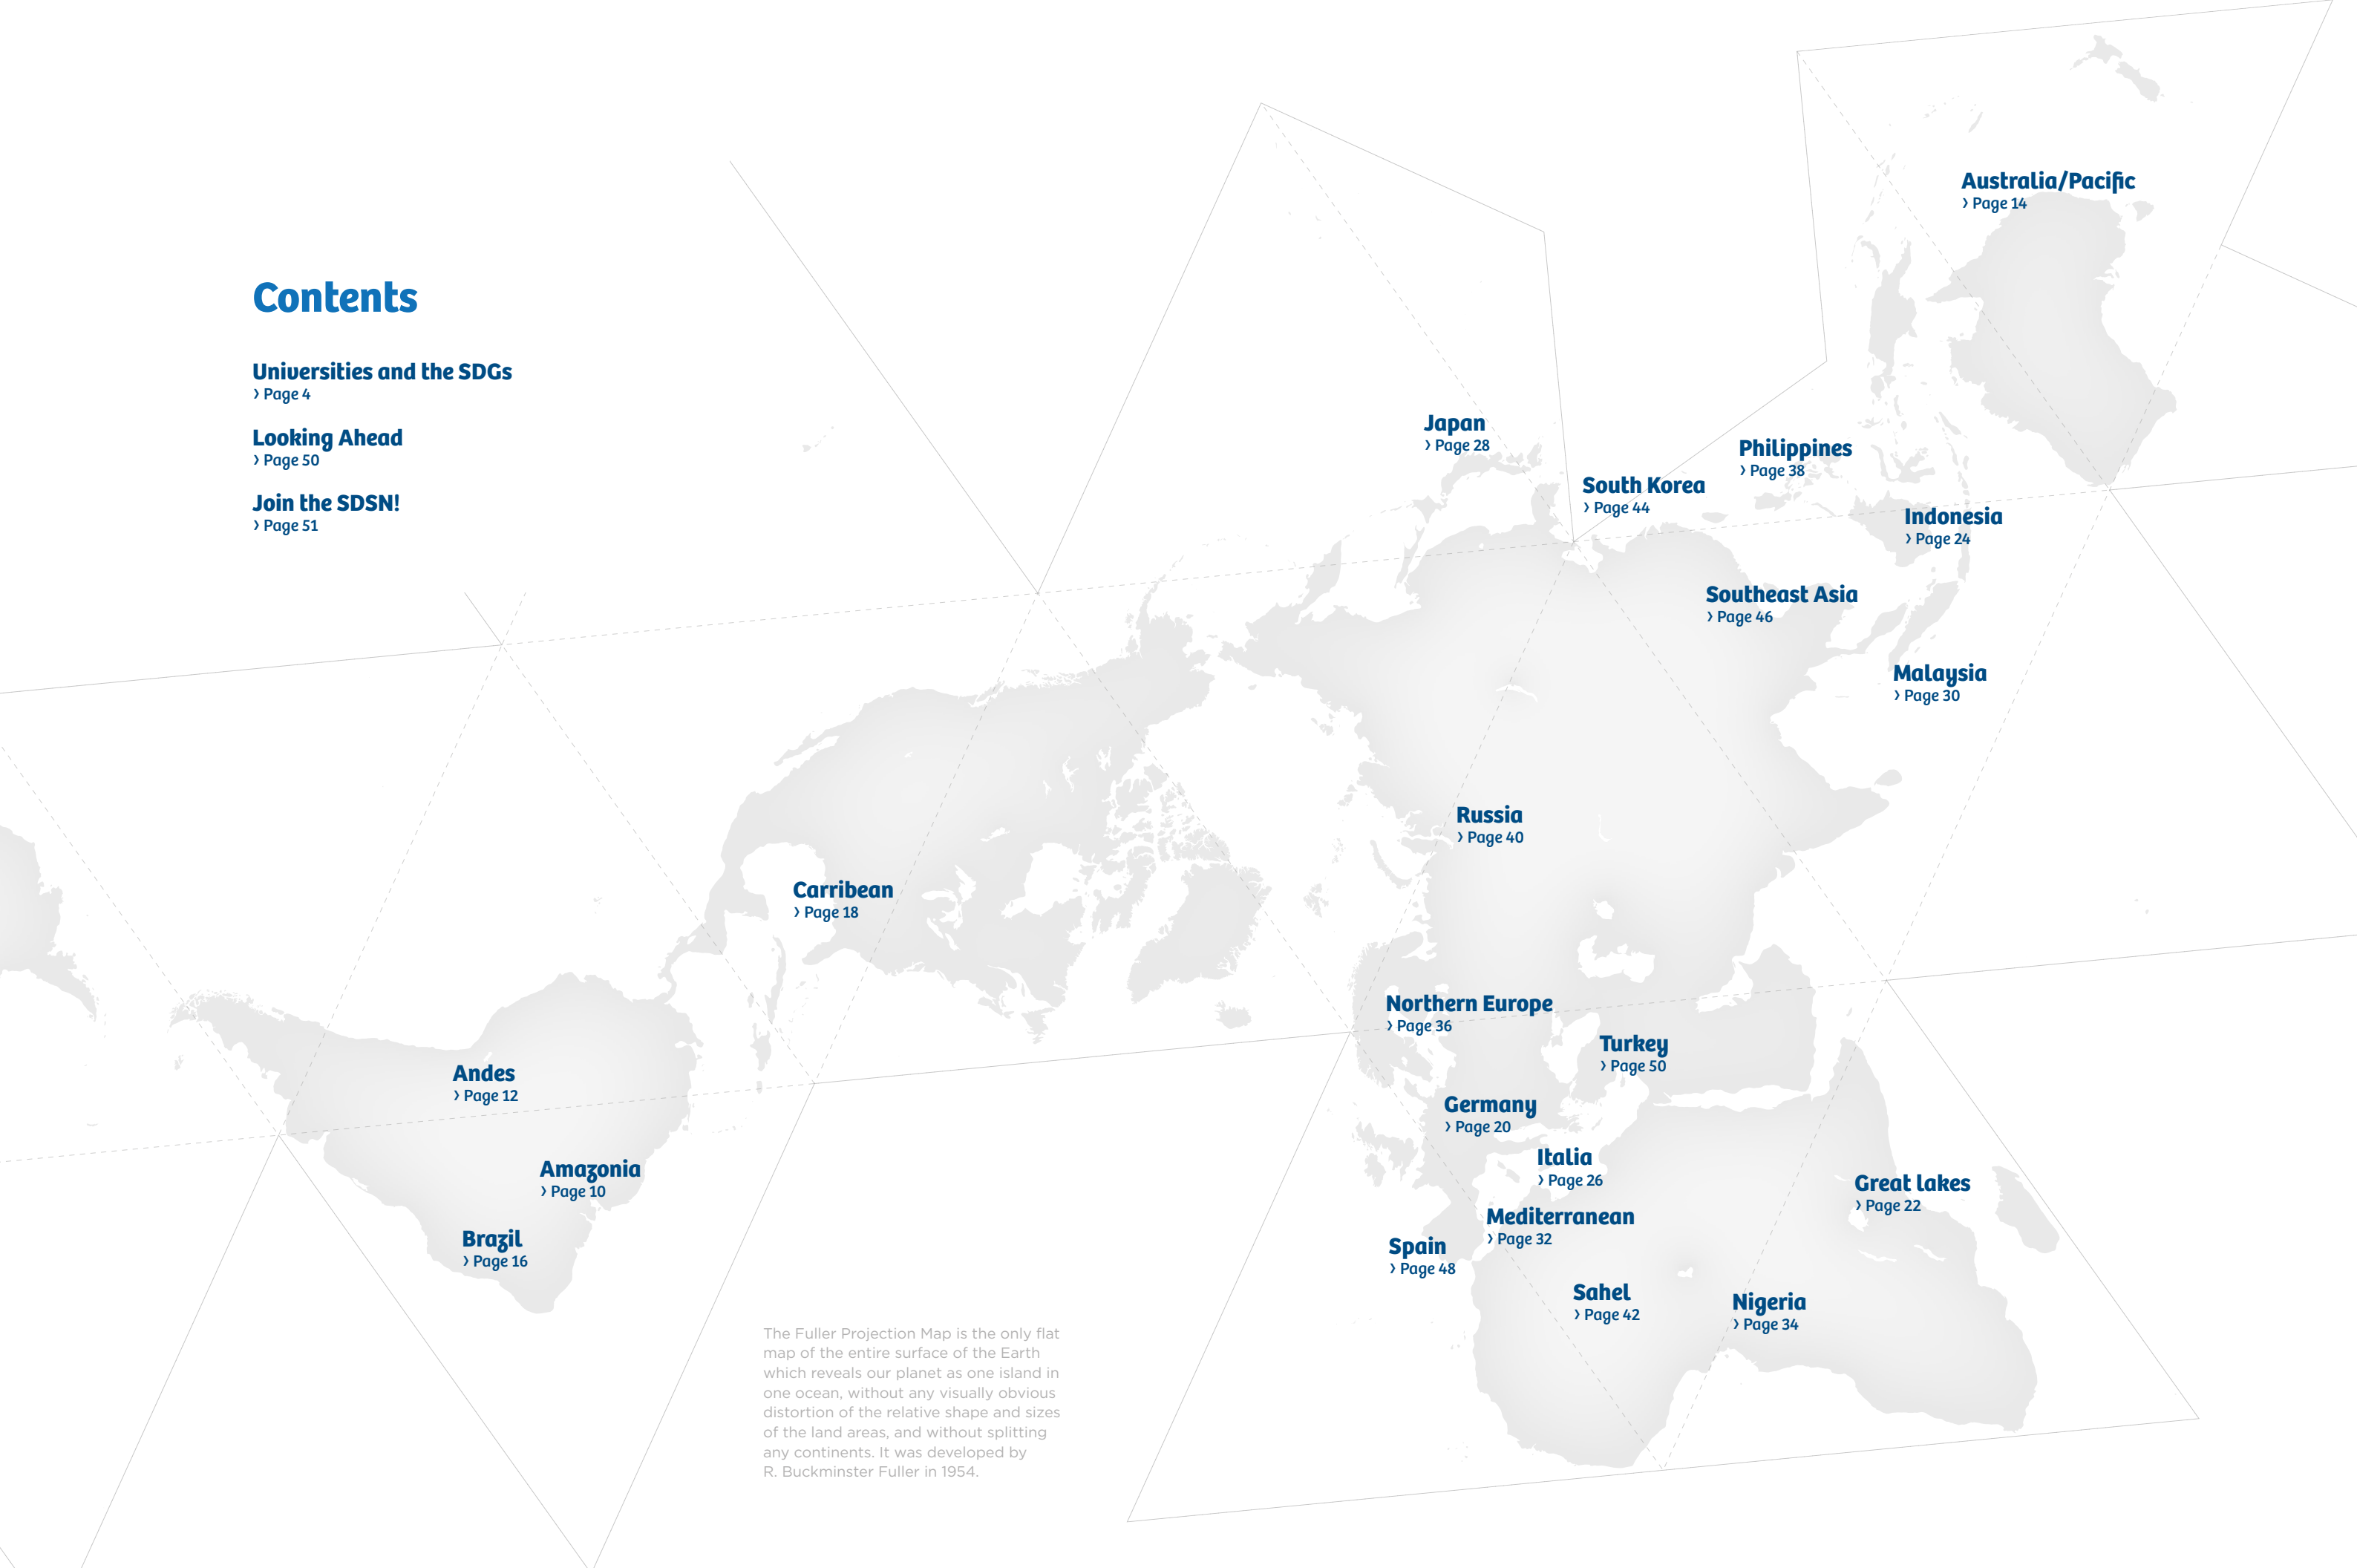 Contents
Universities and the SDGs
› Page 4
Looking Ahead
› Page 50
Join the SDSN!
› Page 51
Australia/Pacific
› Page 14
Japan
› Page 28
Philippines
› Page 38
South Korea
› Page 44
Indonesia
› Page 24
Southeast Asia
› Page 46
Malaysia
› Page 30
Russia
› Page 40
Carribean
› Page 18
Northern Europe
› Page 36
Turkey
› Page 50
Andes
› Page 12
Germany
› Page 20
Italia
› Page 26
Amazonia
› Page 10
Great lakes
› Page 22
Mediterranean
› Page 32
Brazil
› Page 16
Spain
› Page 48
Sahel
› Page 42
Nigeria
› Page 34
The Fuller Projection Map is the only flat
map of the entire surface of the Earth
which reveals our planet as one island in
one ocean, without any visually obvious
distortion of the relative shape and sizes
of the land areas, and without splitting
any continents. It was developed by
R. Buckminster Fuller in 1954.